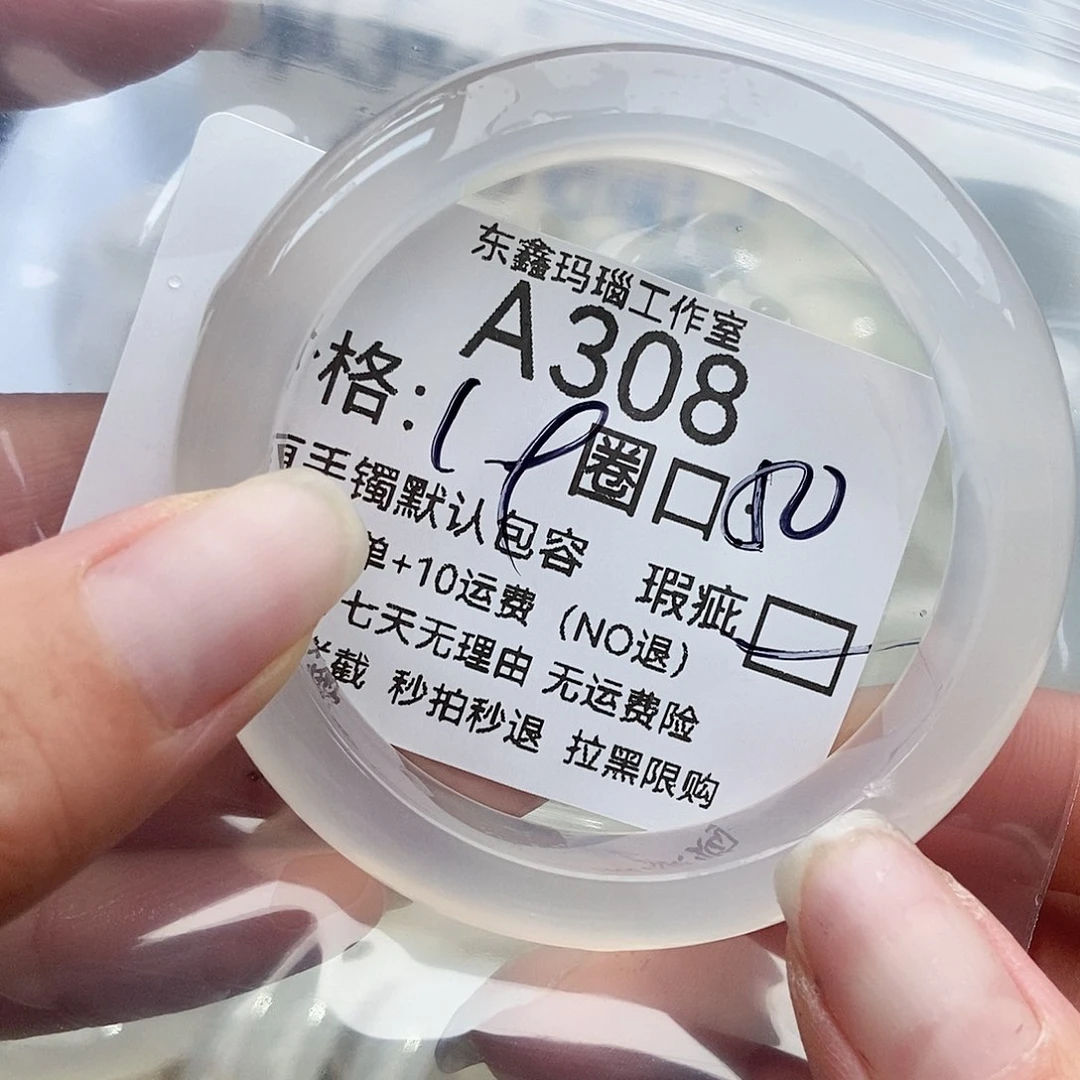 东鑫玛瑙工作室
A308
格:
圈口:
手镯默认包容 瑕疵
单+10运费（NO退）
七天无理由 无运费险
截 秒拍秒退 拉黑限购